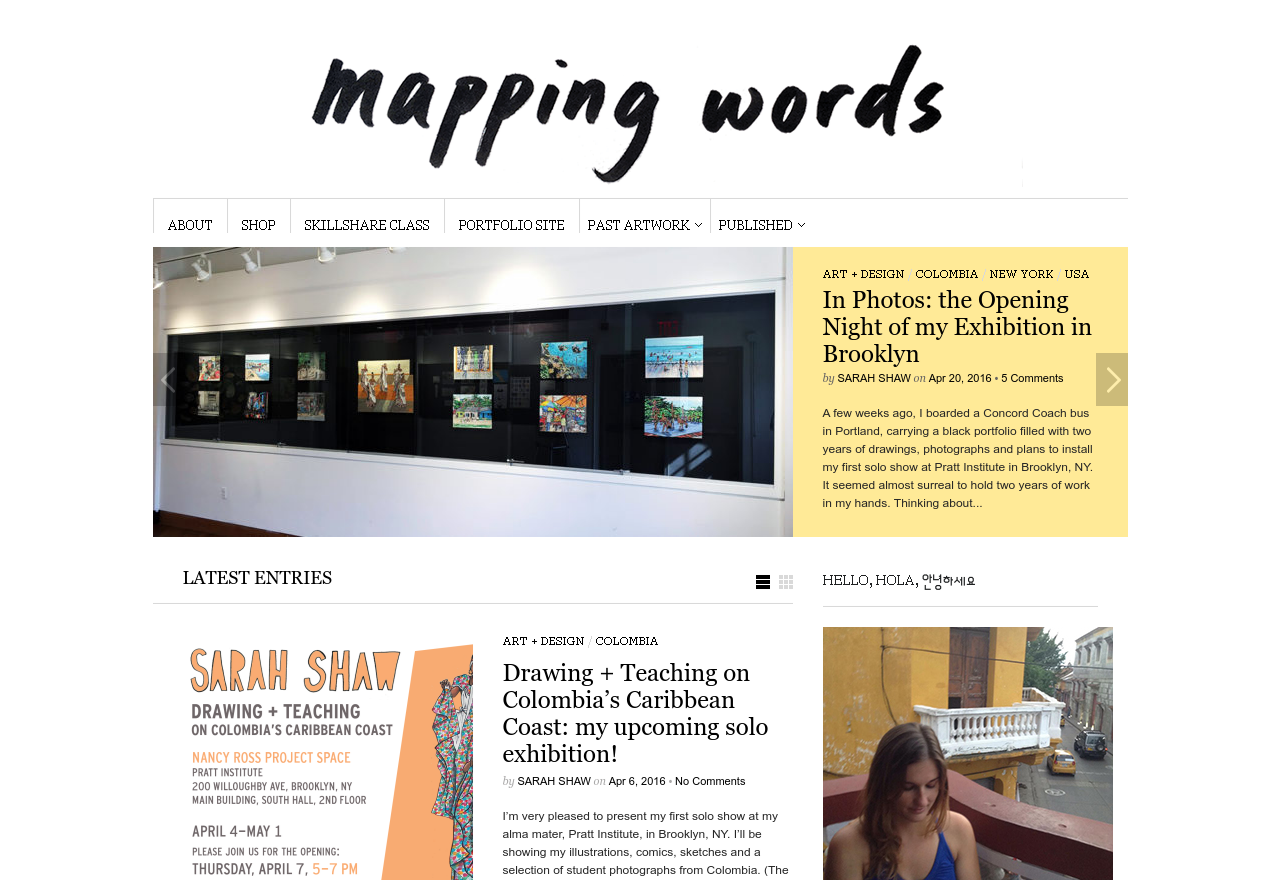 mapping words
ABOUT
SHOP
SKILLSHARE CLASS
PORTFOLIO SITE
PAST ARTWORK
PUBLISHED
ART + DESIGN / COLOMBIA / NEW YORK / USA
In Photos: the Opening
Night of my Exhibition in
Brooklyn
by SARAH SHAW on Apr 20, 2016 • 5 Comments
A few weeks ago, I boarded a Concord Coach bus
in Portland, carrying a black portfolio filled with two
years of drawings, photographs and plans to install
my first solo show at Pratt Institute in Brooklyn, NY.
It seemed almost surreal to hold two years of work
in my hands. Thinking about...
LATEST ENTRIES
HELLO, HOLA, 안녕하세요
SARAH SHAW
DRAWING + TEACHING
ON COLOMBIA'S CARIBBEAN COAST
NANCY ROSS PROJECT SPACE
PRATT INSTITUTE
200 WILLOUGHBY AVE, BROOKLYN, NY
MAIN BUILDING, SOUTH HALL, 2ND FLOOR
APRIL 4–MAY 1
PLEASE JOIN US FOR THE OPENING:
THURSDAY, APRIL 7, 5–7 PM
ART + DESIGN / COLOMBIA
Drawing + Teaching on
Colombia’s Caribbean
Coast: my upcoming solo
exhibition!
by SARAH SHAW on Apr 6, 2016 • No Comments
I’m very pleased to present my first solo show at my
alma mater, Pratt Institute, in Brooklyn, NY. I’ll be
showing my illustrations, comics, sketches and a
selection of student photographs from Colombia. (The